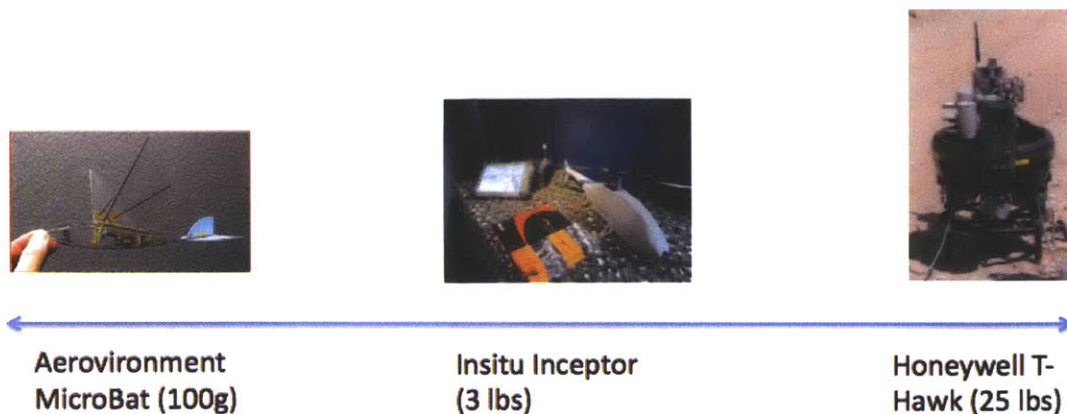 Aerovironment
MicroBat (100g)
Insitu Inceptor
(3 lbs)
Honeywell T-
Hawk (25 lbs)